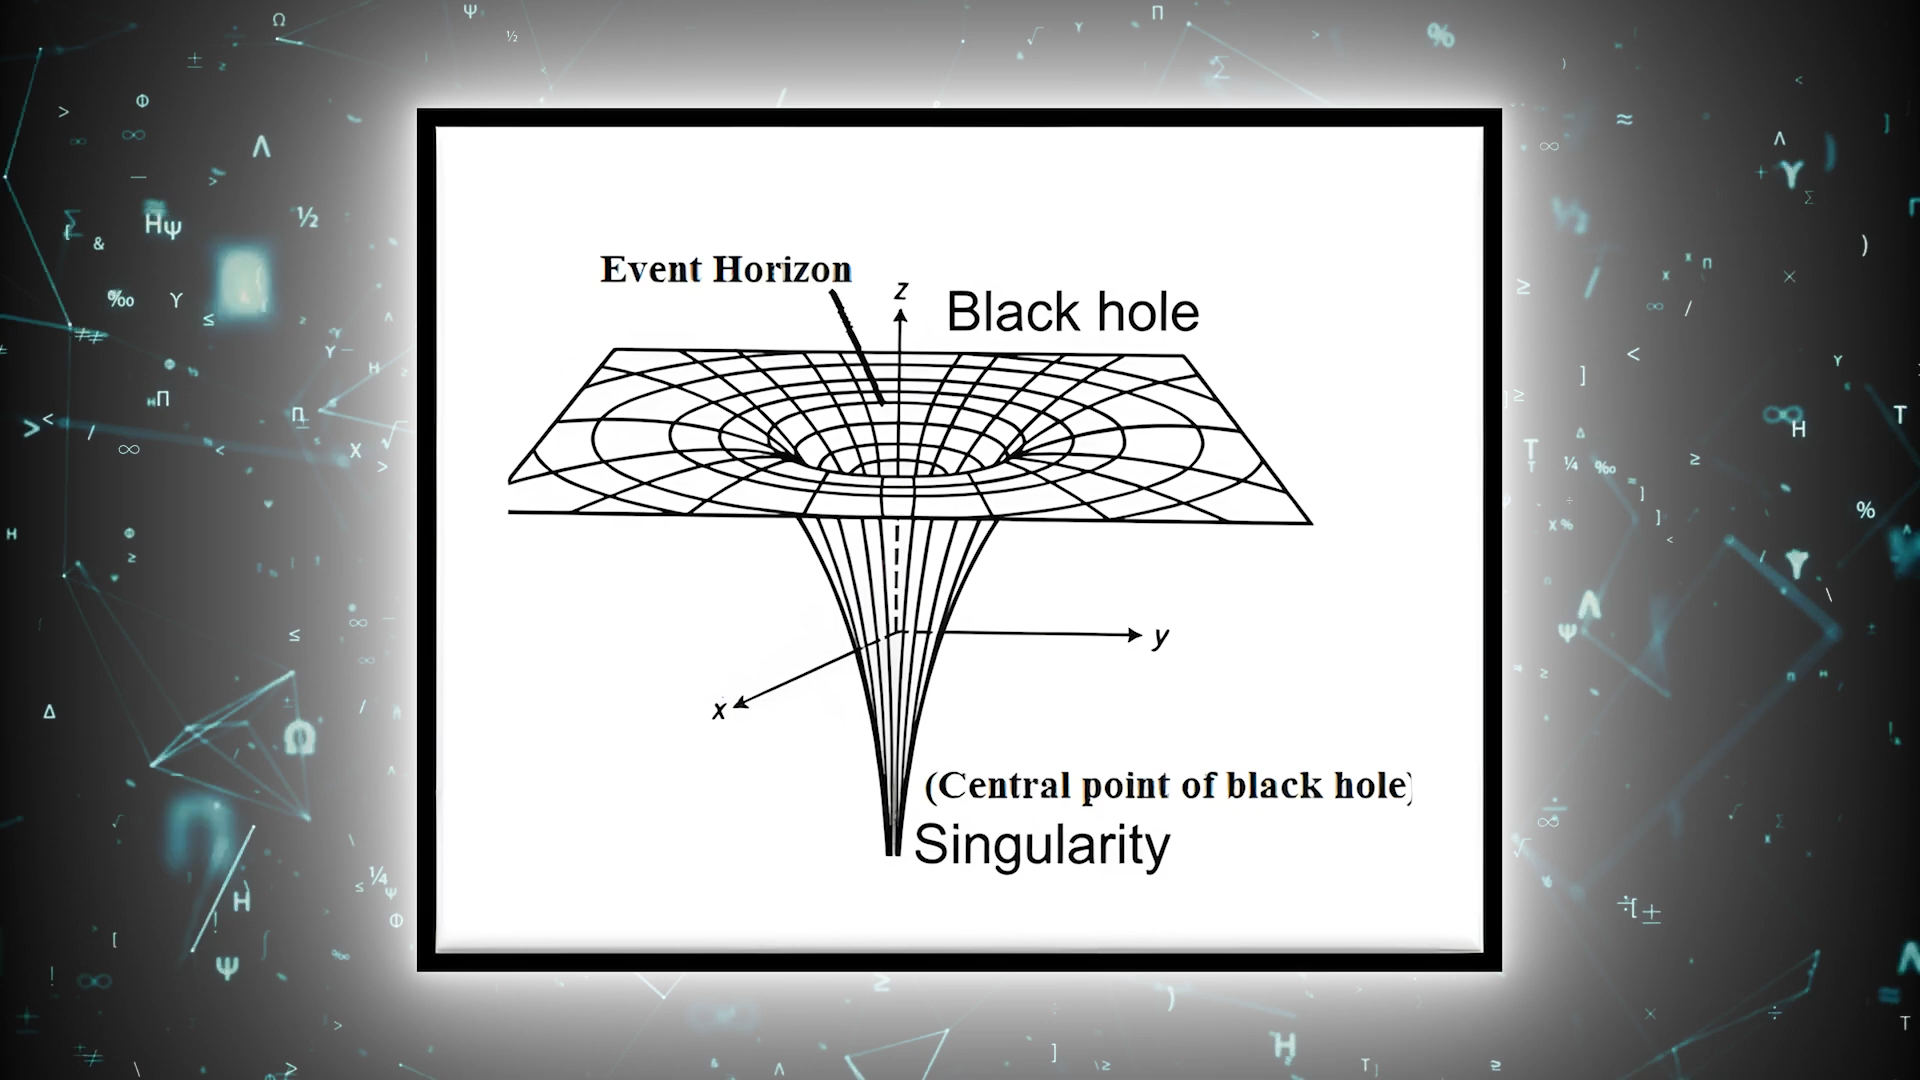 Event Horizon
z
Black hole
y
x
(Central point of black hole)
Singularity